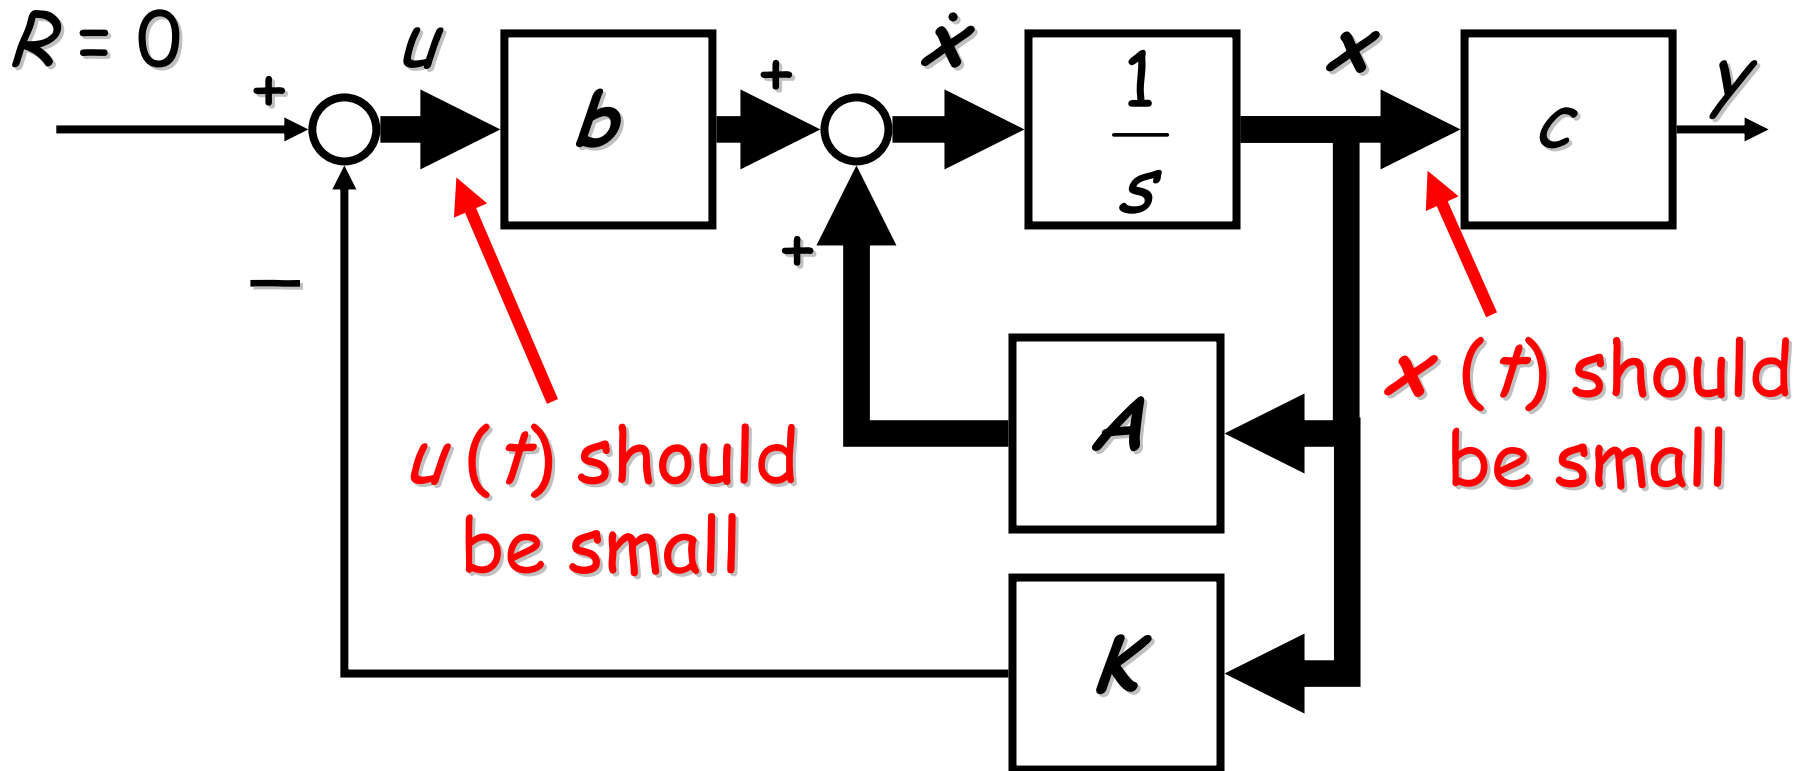 R = 0
+
u
b
+
ẋ
1
s
x
c
y
−
+
A
K
u(t) should
be small
x(t) should
be small